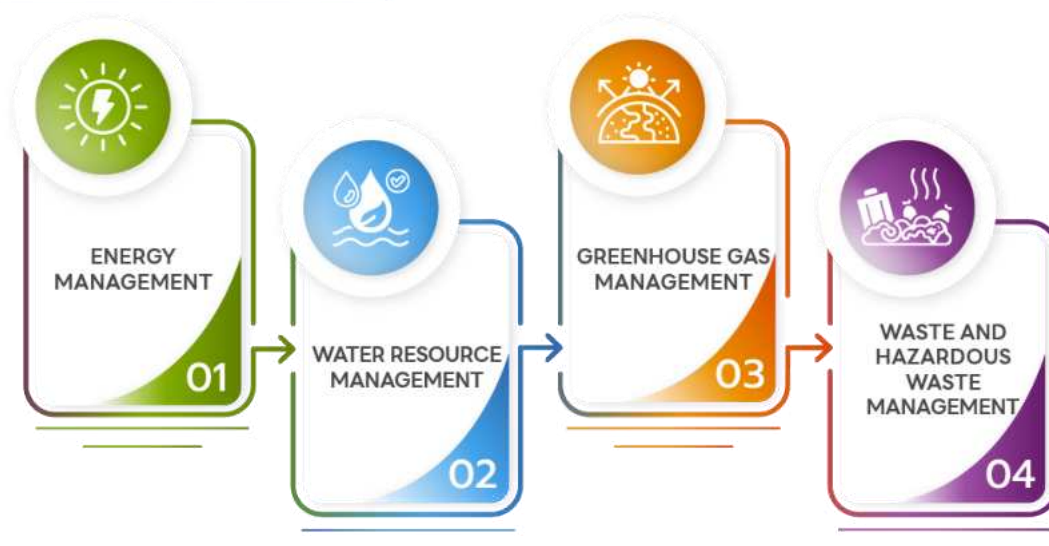 ENERGY
MANAGEMENT
01
WATER RESOURCE
MANAGEMENT
02
GREENHOUSE GAS
MANAGEMENT
03
WASTE AND
HAZARDOUS
WASTE
MANAGEMENT
04